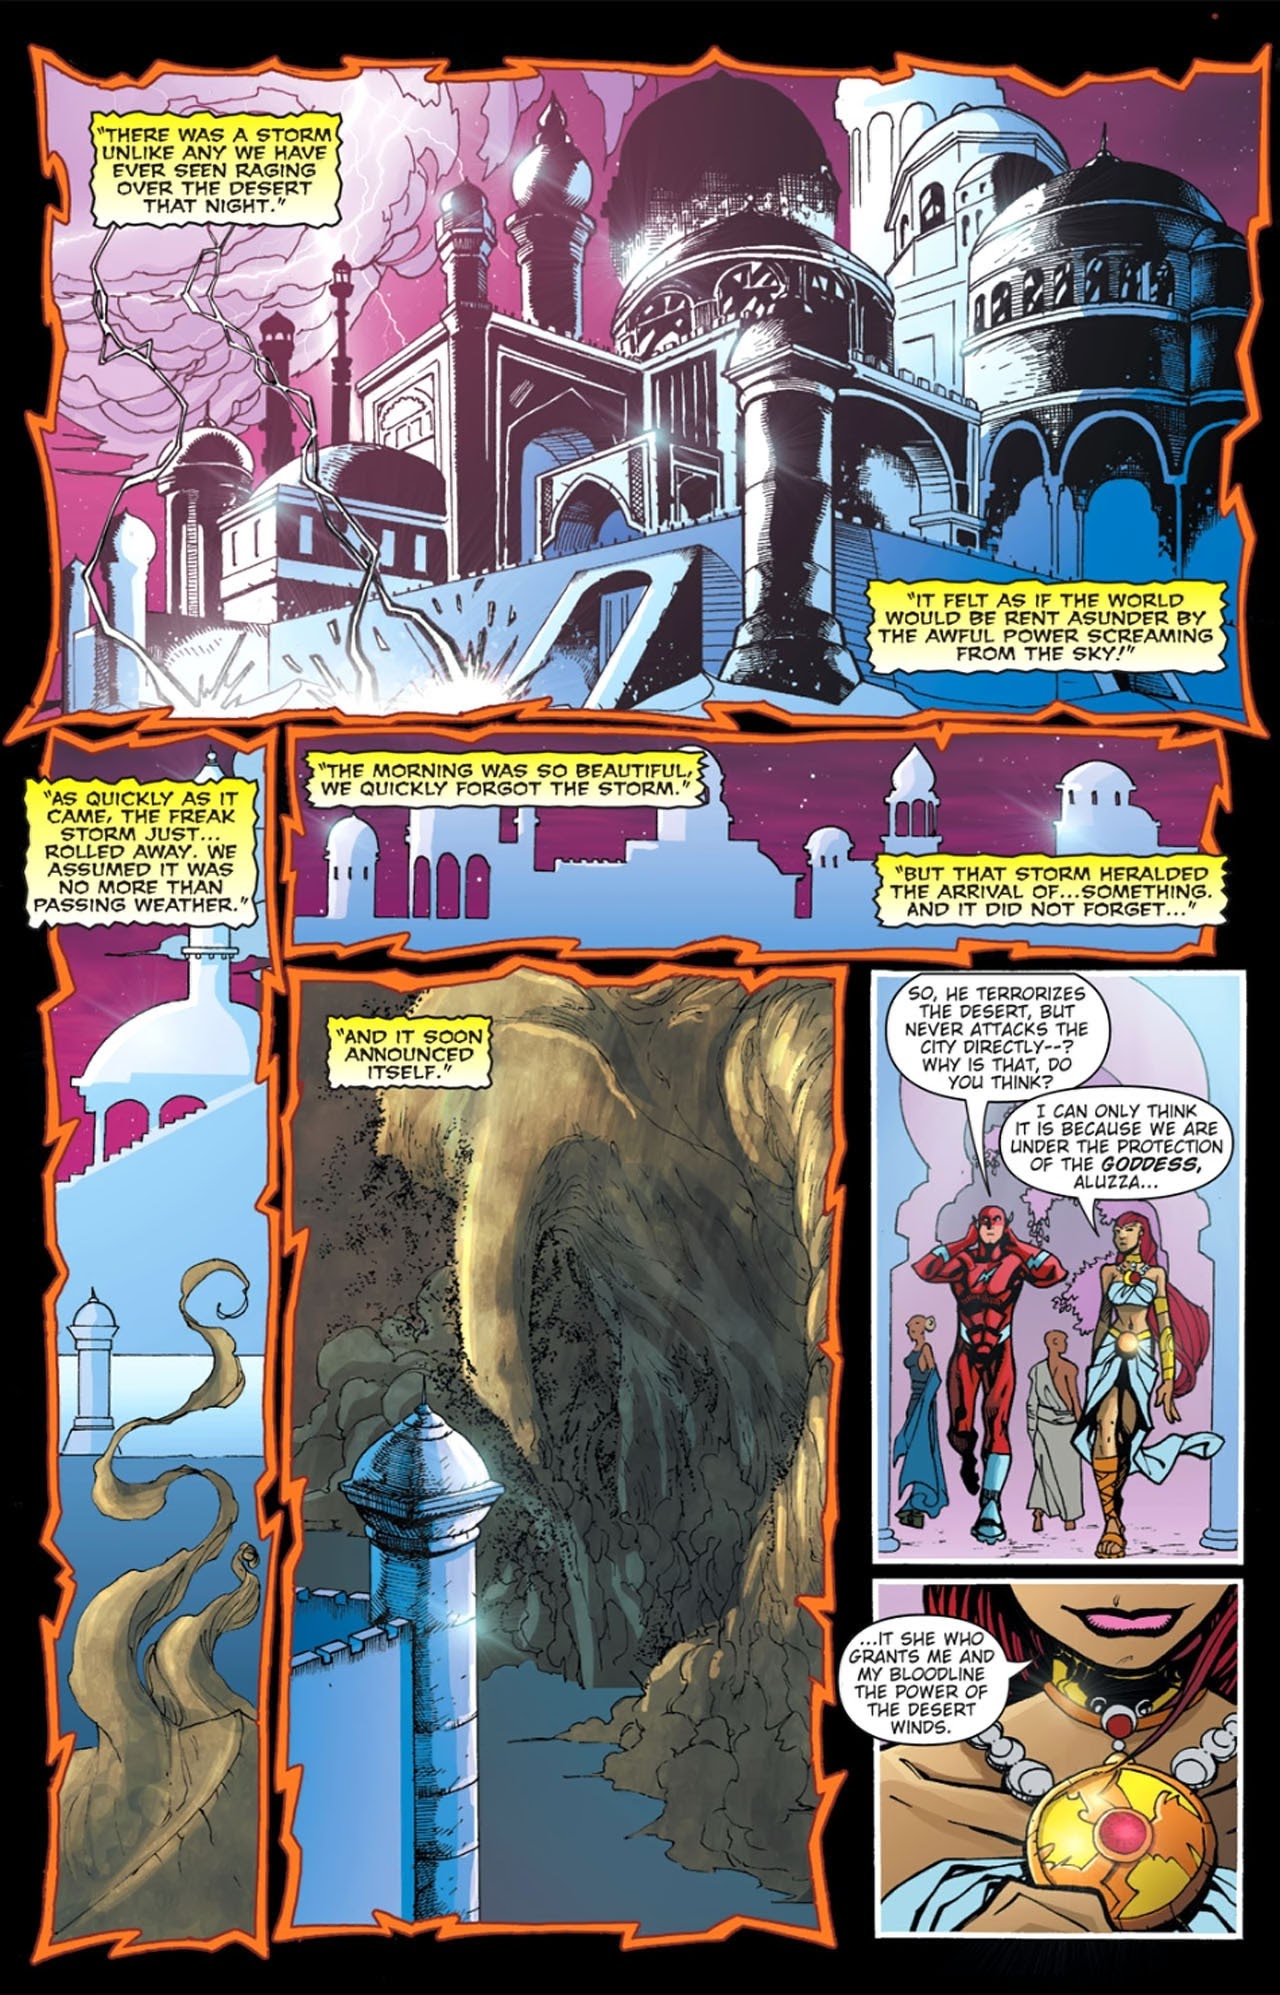 "THERE WAS A STORM
UNLIKE ANY WE HAVE
EVER SEEN RAGING
OVER THE DESERT
THAT NIGHT."
"IT FELT AS IF THE WORLD
WOULD BE RENT ASUNDER BY
THE AWFUL POWER SCREAMING
FROM THE SKY!"
"AS QUICKLY AS IT
CAME, THE FREAK
STORM JUST...
ROLLED AWAY. WE
ASSUMED IT WAS
NO MORE THAN
PASSING WEATHER."
"THE MORNING WAS SO BEAUTIFUL,
WE QUICKLY FORGOT THE STORM."
"BUT THAT STORM HERALDED
THE ARRIVAL OF...SOMETHING.
AND IT DID NOT FORGET..."
"AND IT SOON
ANNOUNCED
ITSELF."
SO, HE TERRORIZES
THE DESERT, BUT
NEVER ATTACKS THE
CITY DIRECTLY--?
WHY IS THAT, DO
YOU THINK?
I CAN ONLY THINK
IT IS BECAUSE WE ARE
UNDER THE PROTECTION
OF THE GODDESS,
ALUZZA...
...IT SHE WHO
GRANTS ME AND
MY BLOODLINE
THE POWER OF
THE DESERT
WINDS.